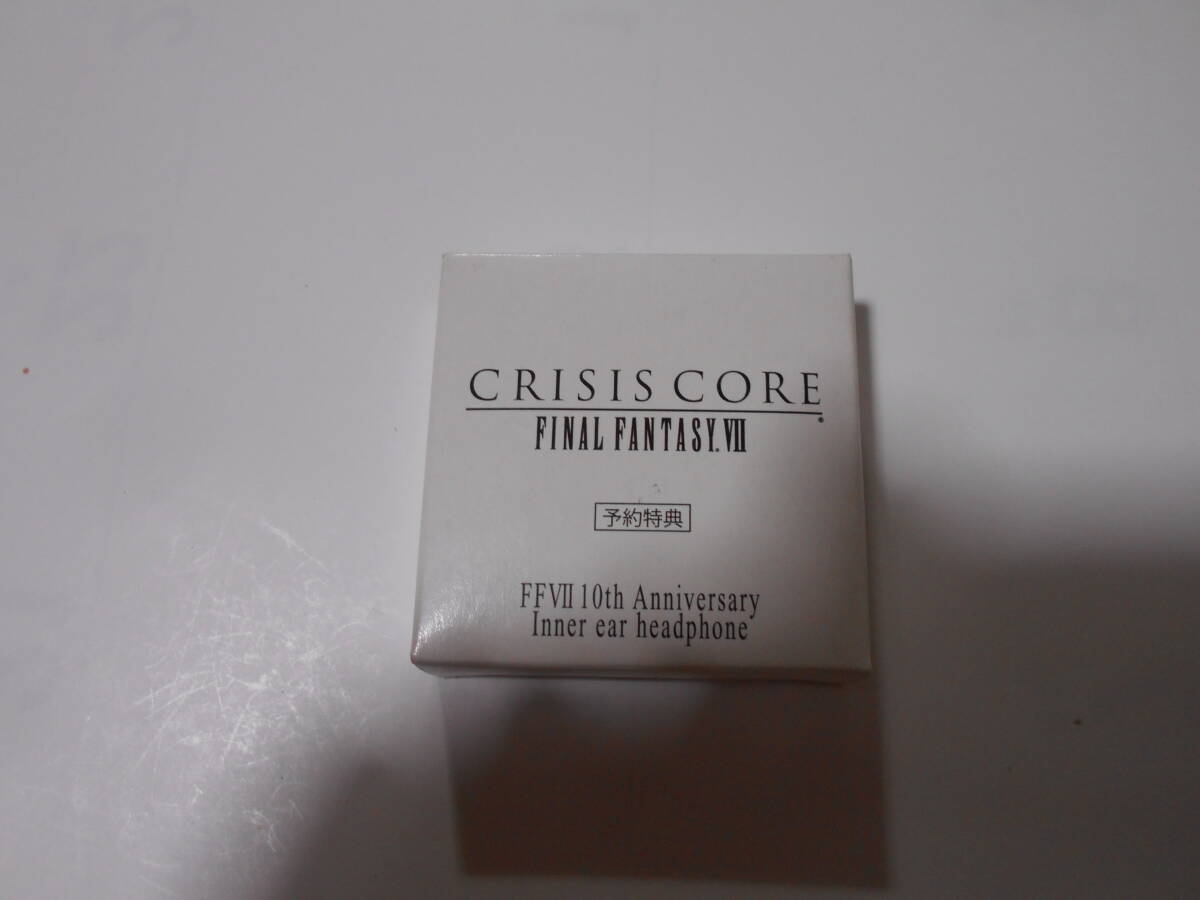 CRISIS CORE
FINAL FANTASY.VII
予約特典
FFVII 10th Anniversary
Inner ear headphone